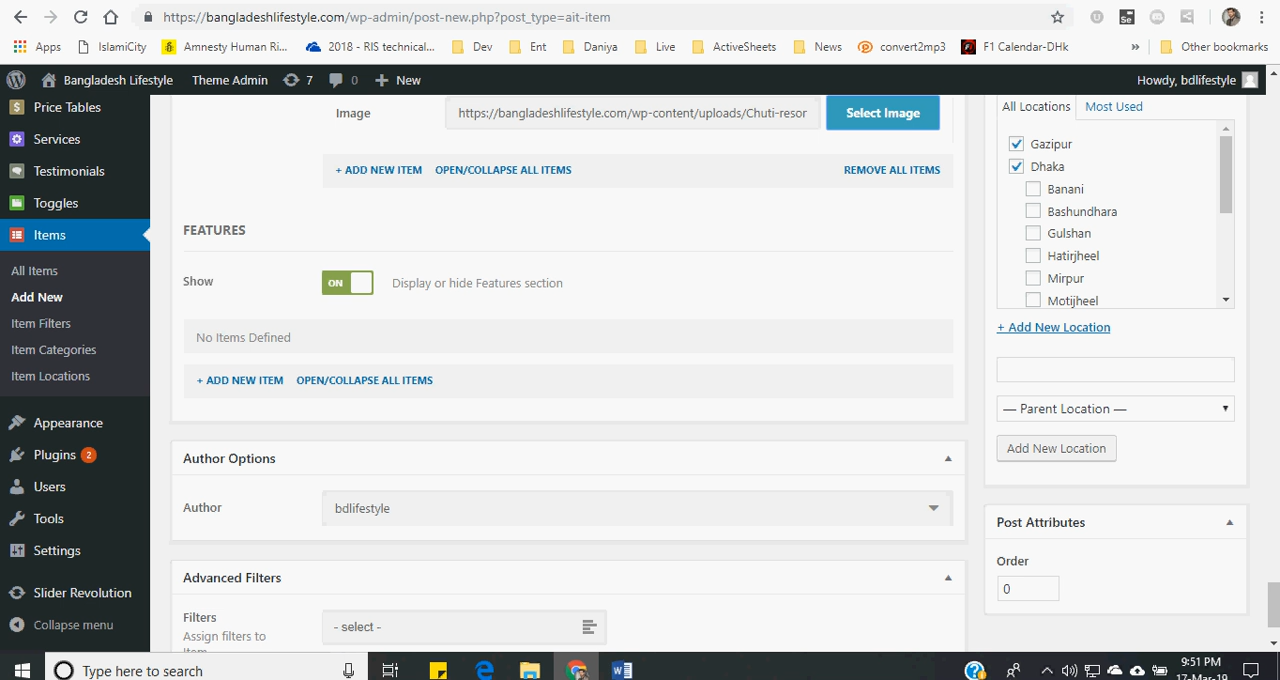 https://bangladeshlifestyle.com/wp-admin/post-new.php?post_type=ait-item
Apps
IslamiCity
Amnesty Human Ri...
2018 - RIS technical...
Dev
Ent
Daniya
Live
ActiveSheets
News
convert2mp3
F1 Calendar-DHk
»
Other bookmarks
Bangladesh Lifestyle
Theme Admin
7
0
New
Howdy, bdlifestyle
Price Tables
Services
Testimonials
Toggles
Items
All Items
Add New
Item Filters
Item Categories
Item Locations
Appearance
Plugins 2
Users
Tools
Settings
Slider Revolution
Collapse menu
Image
https://bangladeshlifestyle.com/wp-content/uploads/Chuti-resor
Select Image
+ ADD NEW ITEM
OPEN/COLLAPSE ALL ITEMS
REMOVE ALL ITEMS
FEATURES
Show
ON
Display or hide Features section
No Items Defined
+ ADD NEW ITEM
OPEN/COLLAPSE ALL ITEMS
Author Options
Author
bdlifestyle
Advanced Filters
Filters
Assign filters to
- select -
All Locations
Most Used
Gazipur
Dhaka
Banani
Bashundhara
Gulshan
Hatirjheel
Mirpur
Motijheel
+ Add New Location
— Parent Location —
Add New Location
Post Attributes
Order
0
Type here to search
9:51 PM
17-Mar-19